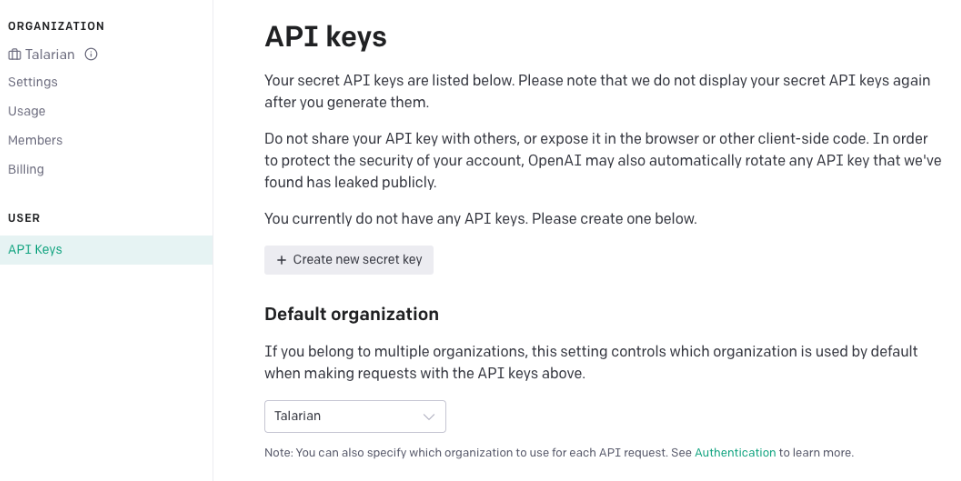 ORGANIZATION
Talarian
Settings
Usage
Members
Billing
USER
API Keys
API keys
Your secret API keys are listed below. Please note that we do not display your secret API keys again
after you generate them.
Do not share your API key with others, or expose it in the browser or other client-side code. In order
to protect the security of your account, OpenAI may also automatically rotate any API key that we've
found has leaked publicly.
You currently do not have any API keys. Please create one below.
+ Create new secret key
Default organization
If you belong to multiple organizations, this setting controls which organization is used by default
when making requests with the API keys above.
Talarian
Note: You can also specify which organization to use for each API request. See Authentication to learn more.